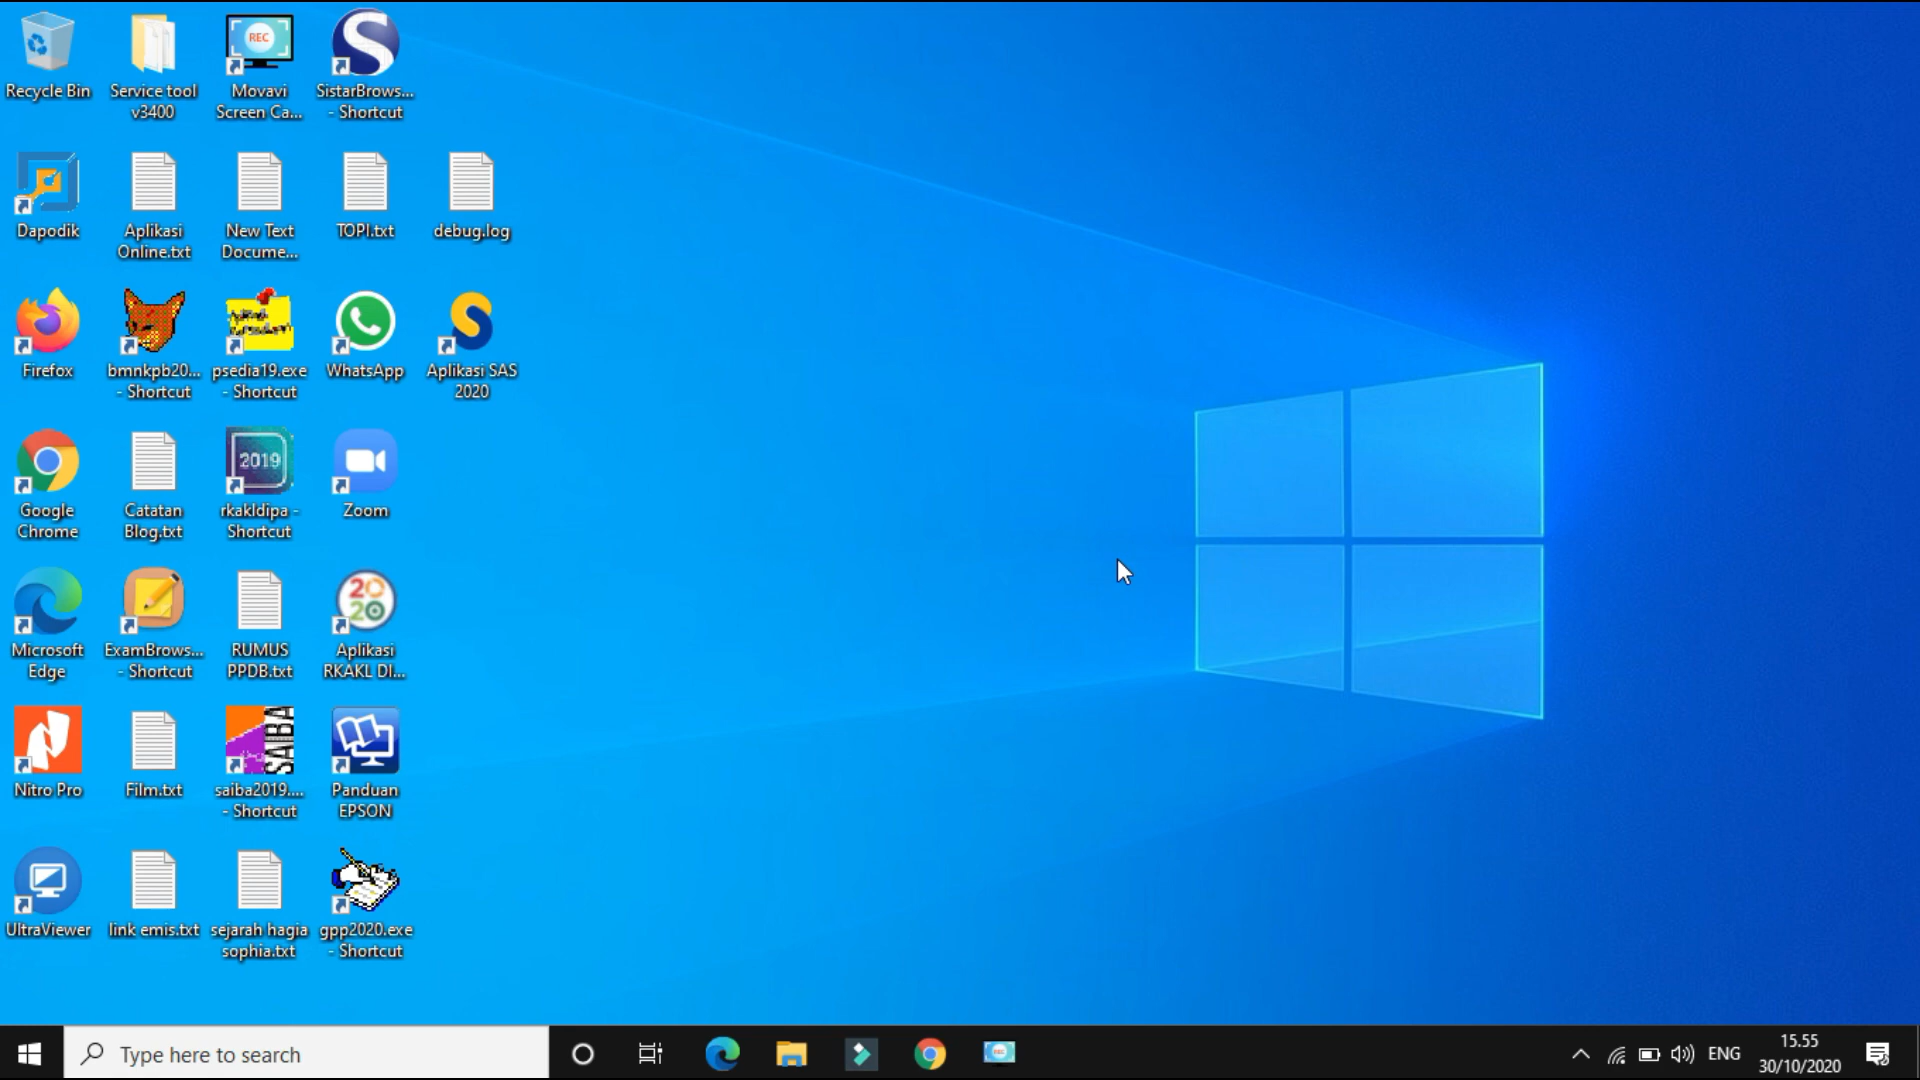 REC
Recycle Bin
Service tool
v3400
Movavi
Screen Ca...
SistarBrows...
- Shortcut
Dapodik
Aplikasi
Online.txt
New Text
Docume...
TOPI.txt
debug.log
Firefox
bmnkpb20...
- Shortcut
psedia19.exe
- Shortcut
WhatsApp
Aplikasi SAS
2020
Google
Chrome
Catatan
Blog.txt
2019
rkakldipa -
Shortcut
Zoom
Microsoft
Edge
ExamBrows...
- Shortcut
RUMUS
PPDB.txt
20
20
Aplikasi
RKAKL DI...
Nitro Pro
Film.txt
SAIBA
saiba2019....
- Shortcut
Panduan
EPSON
UltraViewer
link emis.txt
sejarah hagia
sophia.txt
gpp2020.exe
- Shortcut
Type here to search
ENG
15.55
30/10/2020